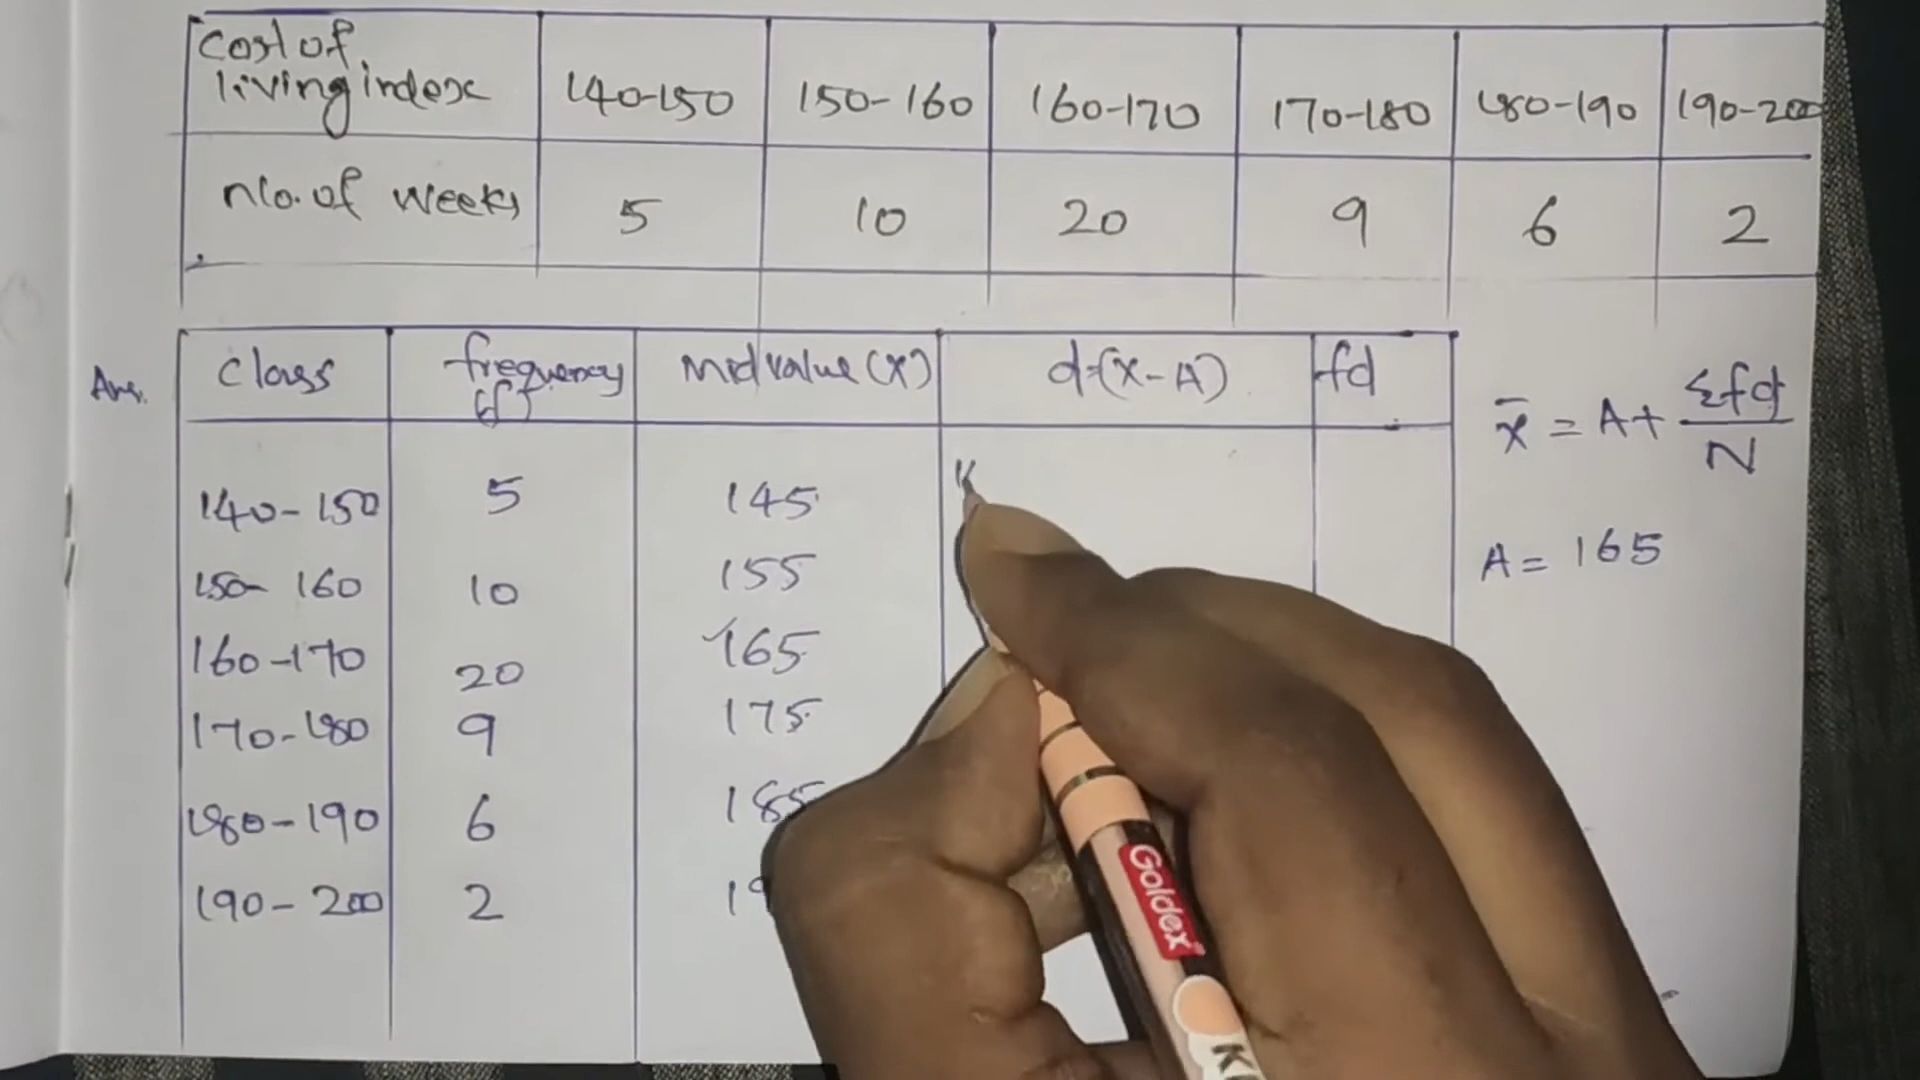 Cost of
living index 140-150 150-160 160-170 170-180 180-190 190-200
No. of weeks 5 10 20 9 6 2
Ans. class frequency (f) Midvalue (x) d=(x-A) fd
x̄ = A + Σfd/N
140-150 5 145
A = 165
150-160 10 155
160-170 20 165
170-180 9 175
180-190 6 185
190-200 2
Goldex